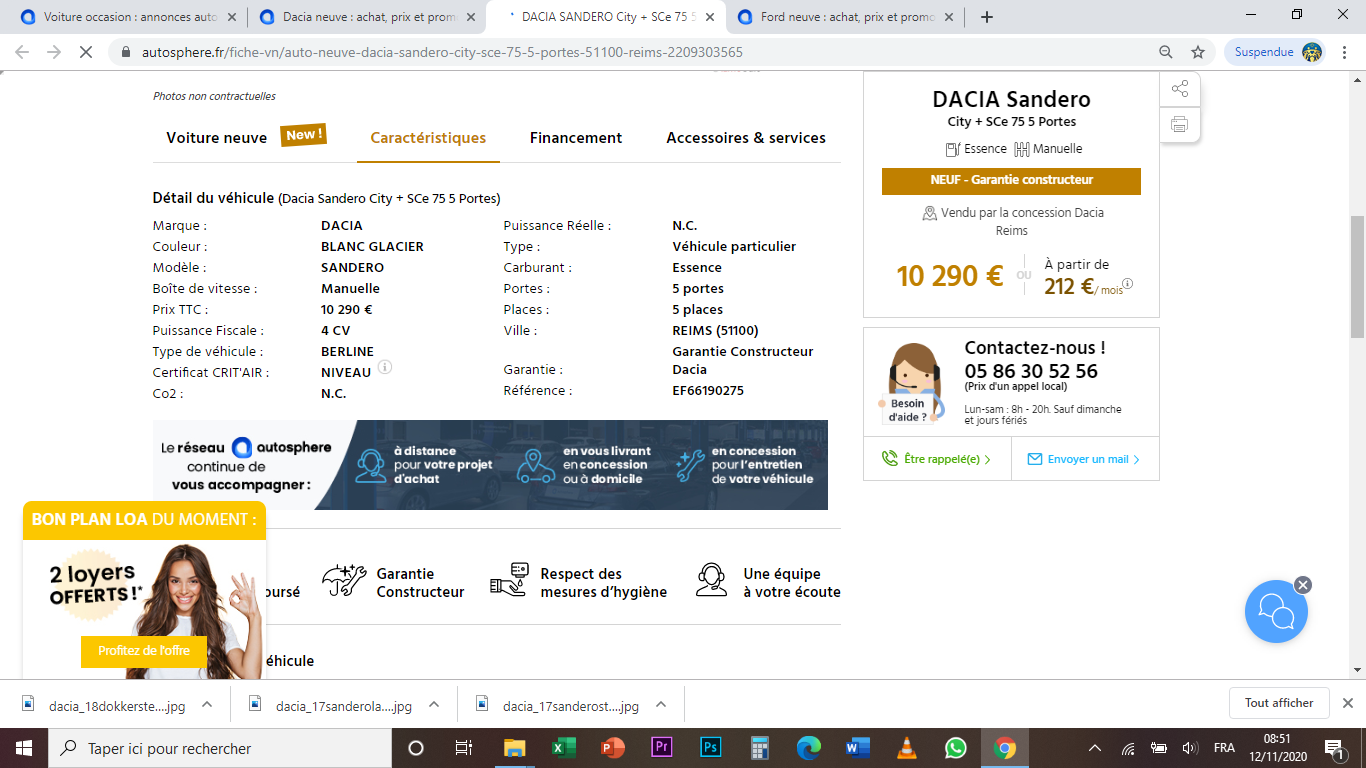 Voiture occasion : annonces auto
Dacia neuve : achat, prix et prom
DACIA SANDERO City + SCe 75 5
Ford neuve : achat, prix et promo
autosphere.fr/fiche-vn/auto-neuve-dacia-sandero-city-sce-75-5-portes-51100-reims-2209303565
Suspendue
Photos non contractuelles
Voiture neuve New !
Caractéristiques
Financement
Accessoires & services
Détail du véhicule (Dacia Sandero City + SCe 75 5 Portes)
Marque : DACIA
Couleur : BLANC GLACIER
Modèle : SANDERO
Boîte de vitesse : Manuelle
Prix TTC : 10 290 €
Puissance Fiscale : 4 CV
Type de véhicule : BERLINE
Certificat CRIT'AIR : NIVEAU
Co2 : N.C.
Puissance Réelle : N.C.
Type : Véhicule particulier
Carburant : Essence
Portes : 5 portes
Places : 5 places
Ville : REIMS (51100)
Garantie : Garantie Constructeur
Dacia
Référence : EF66190275
Le réseau autosphere
continue de
vous accompagner :
à distance
pour votre projet
d'achat
en vous livrant
en concession
ou à domicile
en concession
pour l'entretien
de votre véhicule
BON PLAN LOA DU MOMENT :
2 loyers
OFFERTS !*
Profitez de l'offre
oursé
Garantie
Constructeur
Respect des
mesures d'hygiène
Une équipe
à votre écoute
éhicule
DACIA Sandero
City + SCe 75 5 Portes
Essence Manuelle
NEUF - Garantie constructeur
Vendu par la concession Dacia
Reims
10 290 €
OU
À partir de
212 €/ mois
Besoin
d'aide ?
Contactez-nous !
05 86 30 52 56
(Prix d'un appel local)
Lun-sam : 8h - 20h. Sauf dimanche
et jours fériés
Être rappelé(e)
Envoyer un mail
dacia_18dokkerste....jpg
dacia_17sanderola....jpg
dacia_17sanderost....jpg
Tout afficher
Taper ici pour rechercher
FRA
08:51
12/11/2020
1